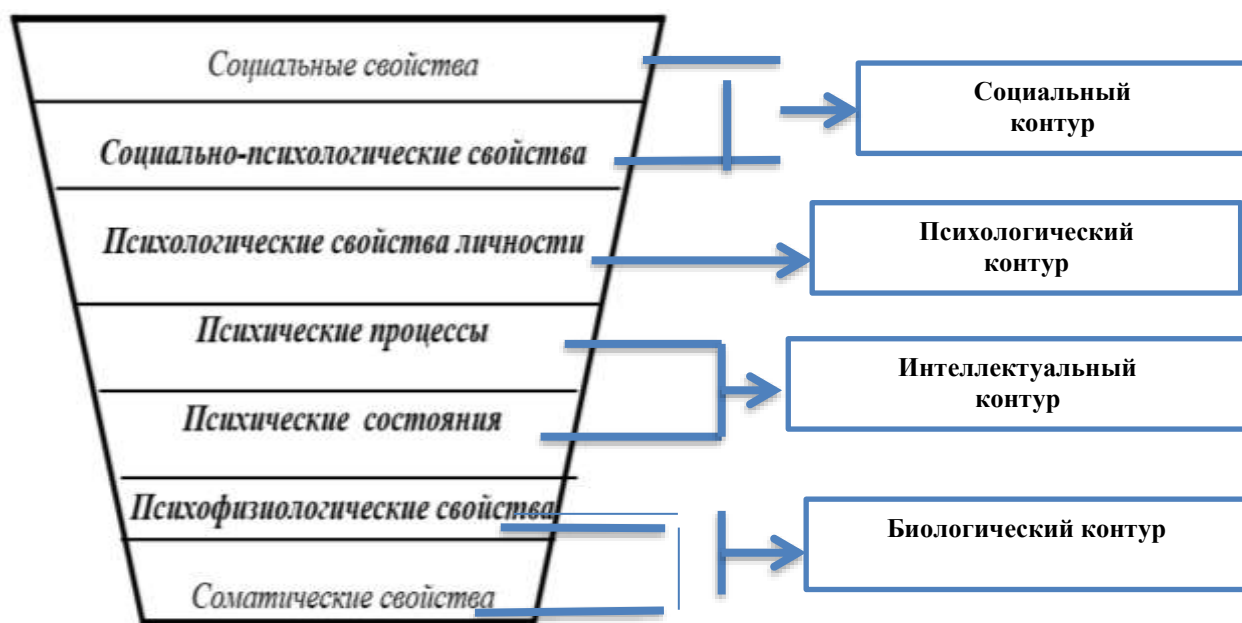 Социальные свойства
Социально-психологические свойства
Психологические свойства личности
Психические процессы
Психические состояния
Психофизиологические свойства
Соматические свойства
Социальный
контур
Психологический
контур
Интеллектуальный
контур
Биологический контур